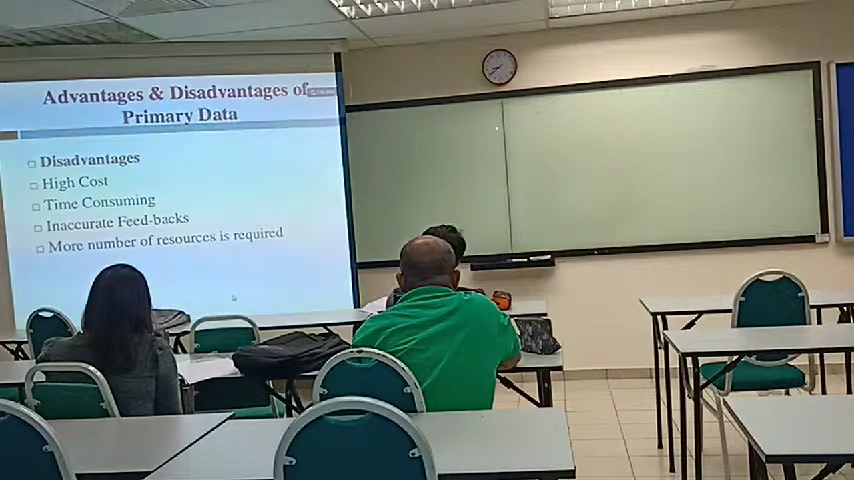 Advantages & Disadvantages of
Primary Data
Disadvantages
High Cost
Time Consuming
Inaccurate Feed-backs
More number of resources is required